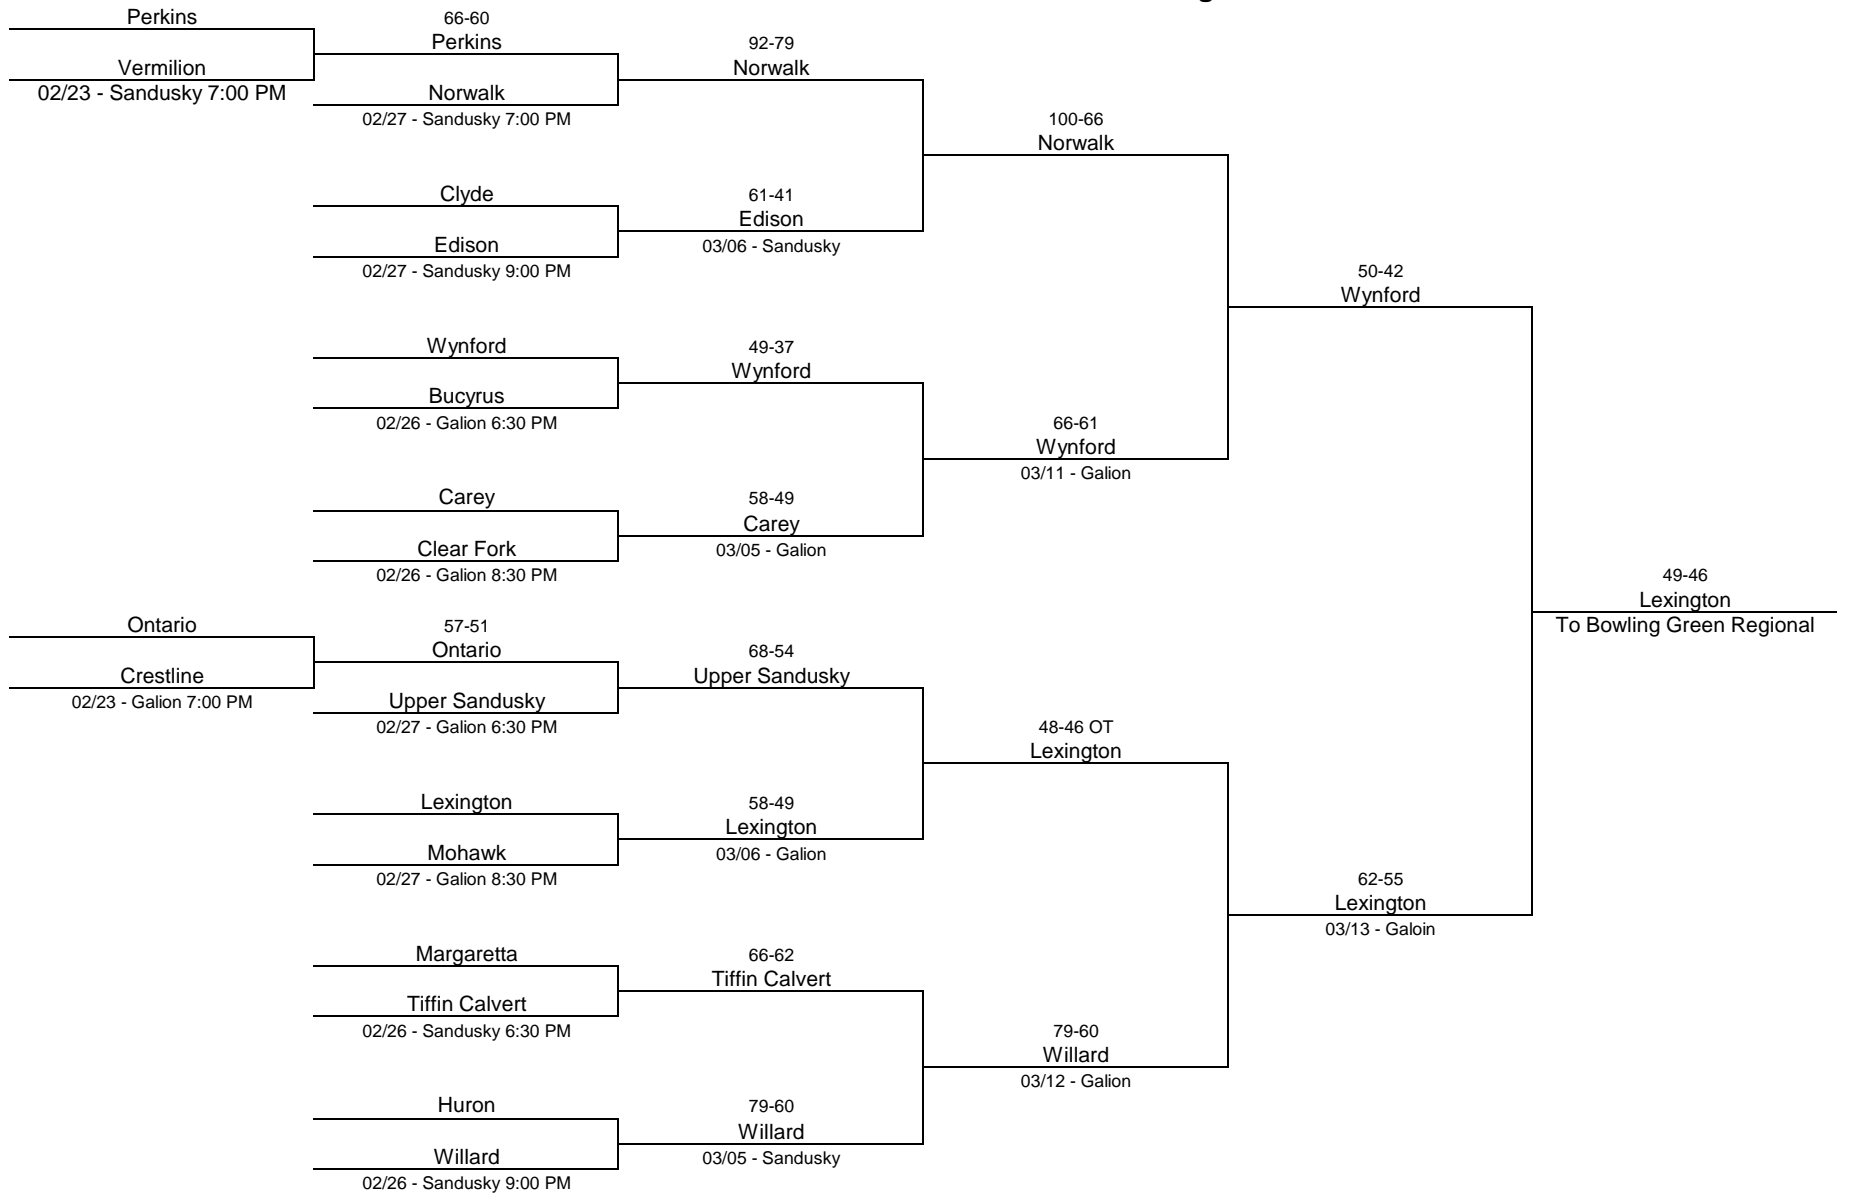 Perkins
Vermilion
02/23 - Sandusky 7:00 PM
66-60
Perkins
Norwalk
02/27 - Sandusky 7:00 PM
92-79
Norwalk
Clyde
Edison
02/27 - Sandusky 9:00 PM
61-41
Edison
03/06 - Sandusky
100-66
Norwalk
Wynford
Bucyrus
02/26 - Galion 6:30 PM
49-37
Wynford
Carey
Clear Fork
02/26 - Galion 8:30 PM
58-49
Carey
03/05 - Galion
66-61
Wynford
03/11 - Galion
50-42
Wynford
Ontario
Crestline
02/23 - Galion 7:00 PM
57-51
Ontario
Upper Sandusky
02/27 - Galion 6:30 PM
68-54
Upper Sandusky
Lexington
Mohawk
02/27 - Galion 8:30 PM
58-49
Lexington
03/06 - Galion
48-46 OT
Lexington
Margaretta
Tiffin Calvert
02/26 - Sandusky 6:30 PM
66-62
Tiffin Calvert
Huron
Willard
02/26 - Sandusky 9:00 PM
79-60
Willard
03/05 - Sandusky
79-60
Willard
03/12 - Galion
62-55
Lexington
03/13 - Galoin
49-46
Lexington
To Bowling Green Regional